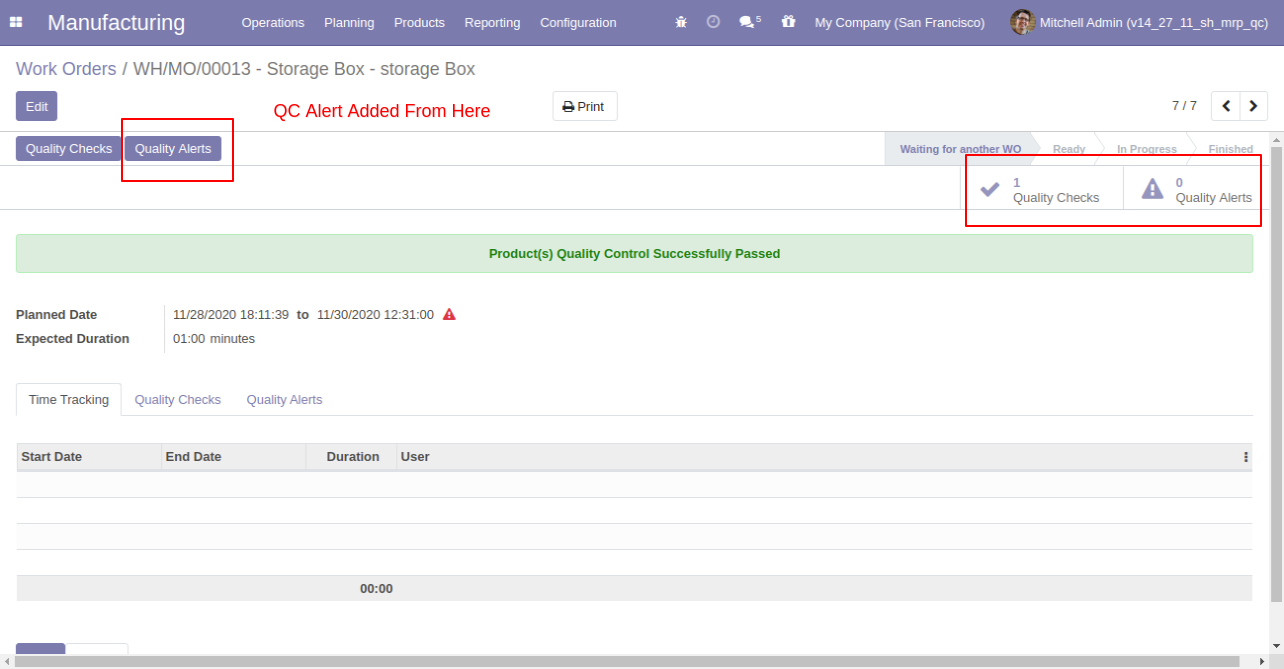 Manufacturing Operations Planning Products Reporting Configuration 5 My Company (San Francisco) Mitchell Admin (v14_27_11_sh_mrp_qc)
Work Orders / WH/MO/00013 - Storage Box - storage Box
Edit QC Alert Added From Here Print 7 / 7
Quality Checks Quality Alerts Waiting for another WO Ready In Progress Finished
1 0
Quality Checks Quality Alerts
Product(s) Quality Control Successfully Passed
Planned Date 11/28/2020 18:11:39 to 11/30/2020 12:31:00
Expected Duration 01:00 minutes
Time Tracking Quality Checks Quality Alerts
Start Date End Date Duration User
00:00